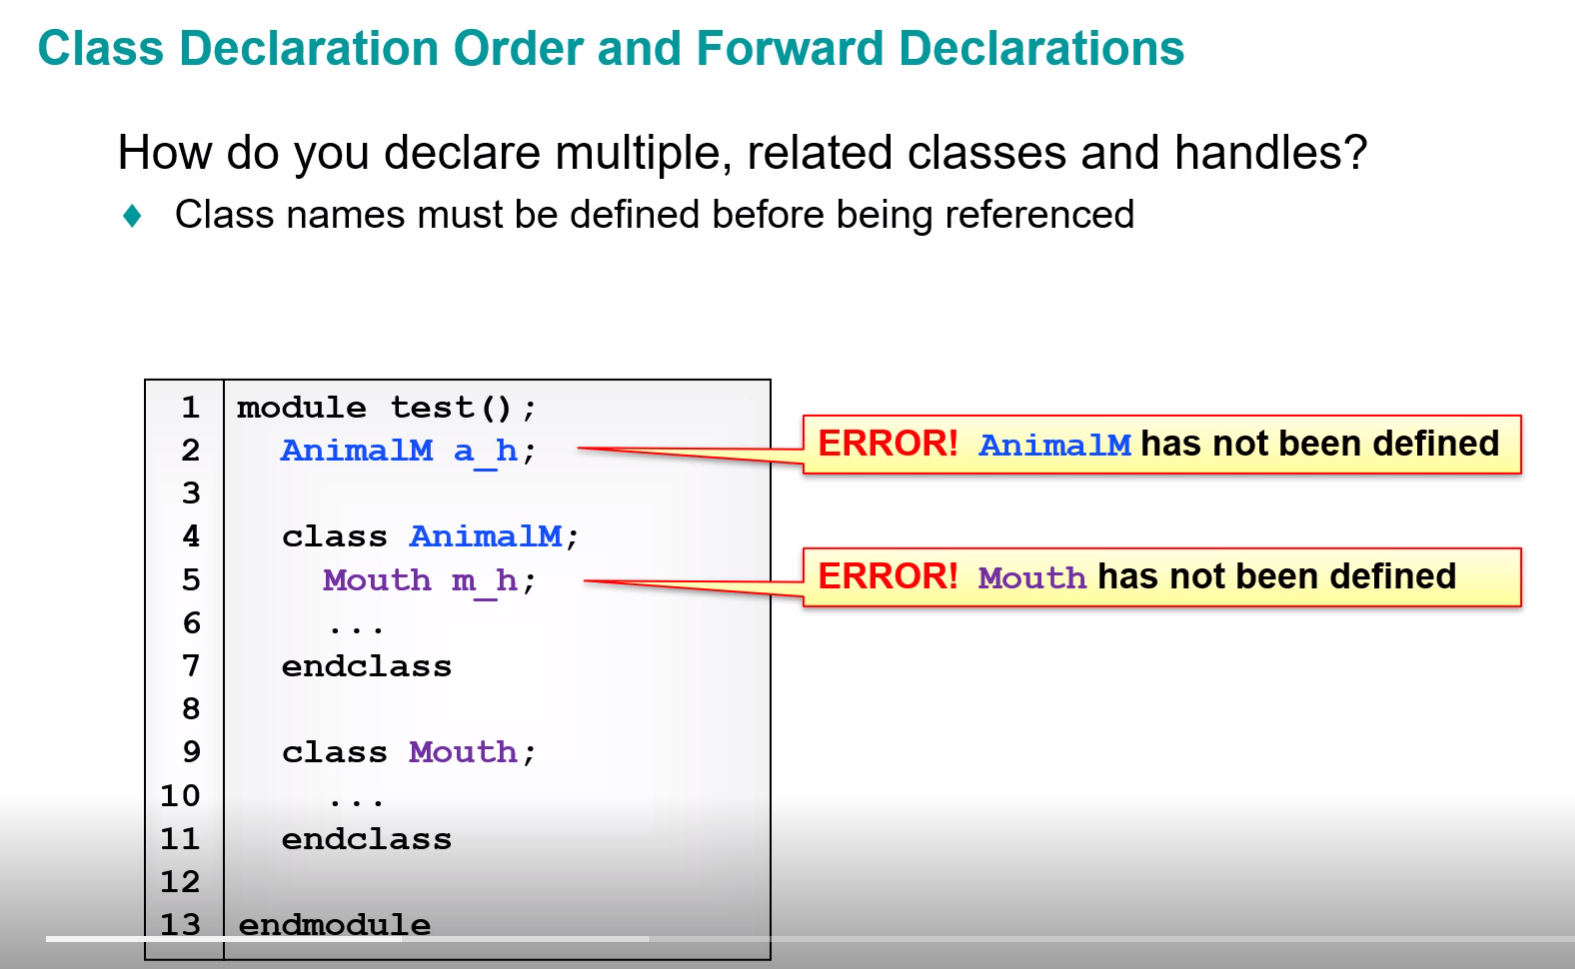 Class Declaration Order and Forward Declarations
How do you declare multiple, related classes and handles?
♦ Class names must be defined before being referenced
1 module test();
2 AnimalM a_h;
ERROR! AnimalM has not been defined
3
4 class AnimalM;
5 Mouth m_h;
ERROR! Mouth has not been defined
6 ...
7 endclass
8
9 class Mouth;
10 ...
11 endclass
12
13 endmodule